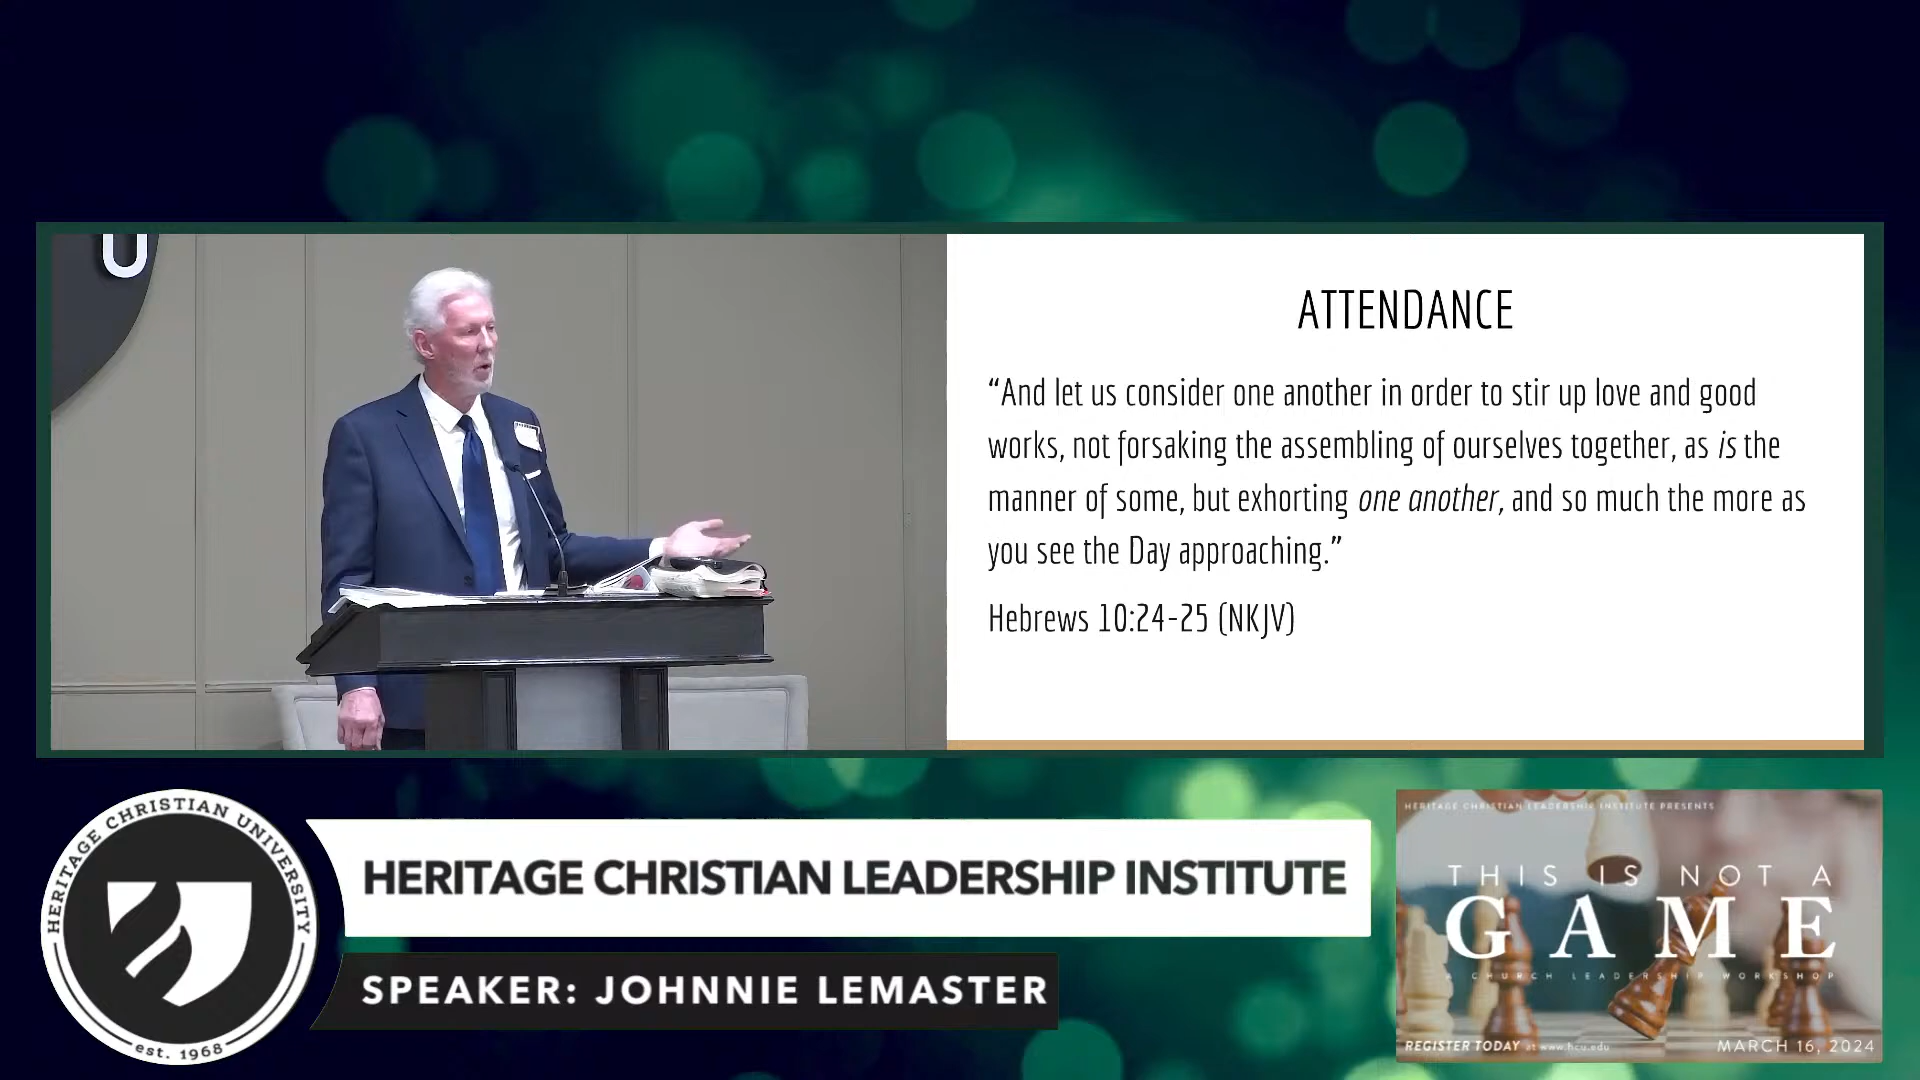 U
ATTENDANCE
“And let us consider one another in order to stir up love and good
works, not forsaking the assembling of ourselves together, as is the
manner of some, but exhorting one another, and so much the more as
you see the Day approaching.”
Hebrews 10:24-25 (NKJV)
HERITAGE CHRISTIAN UNIVERSITY
est. 1968
HERITAGE CHRISTIAN LEADERSHIP INSTITUTE
SPEAKER: JOHNNIE LEMASTER
HERITAGE CHRISTIAN LEADERSHIP INSTITUTE PRESENTS
THIS IS NOT A
GAME
A CHURCH LEADERSHIP WORKSHOP
REGISTER TODAY at www.hcu.edu
MARCH 16, 2024